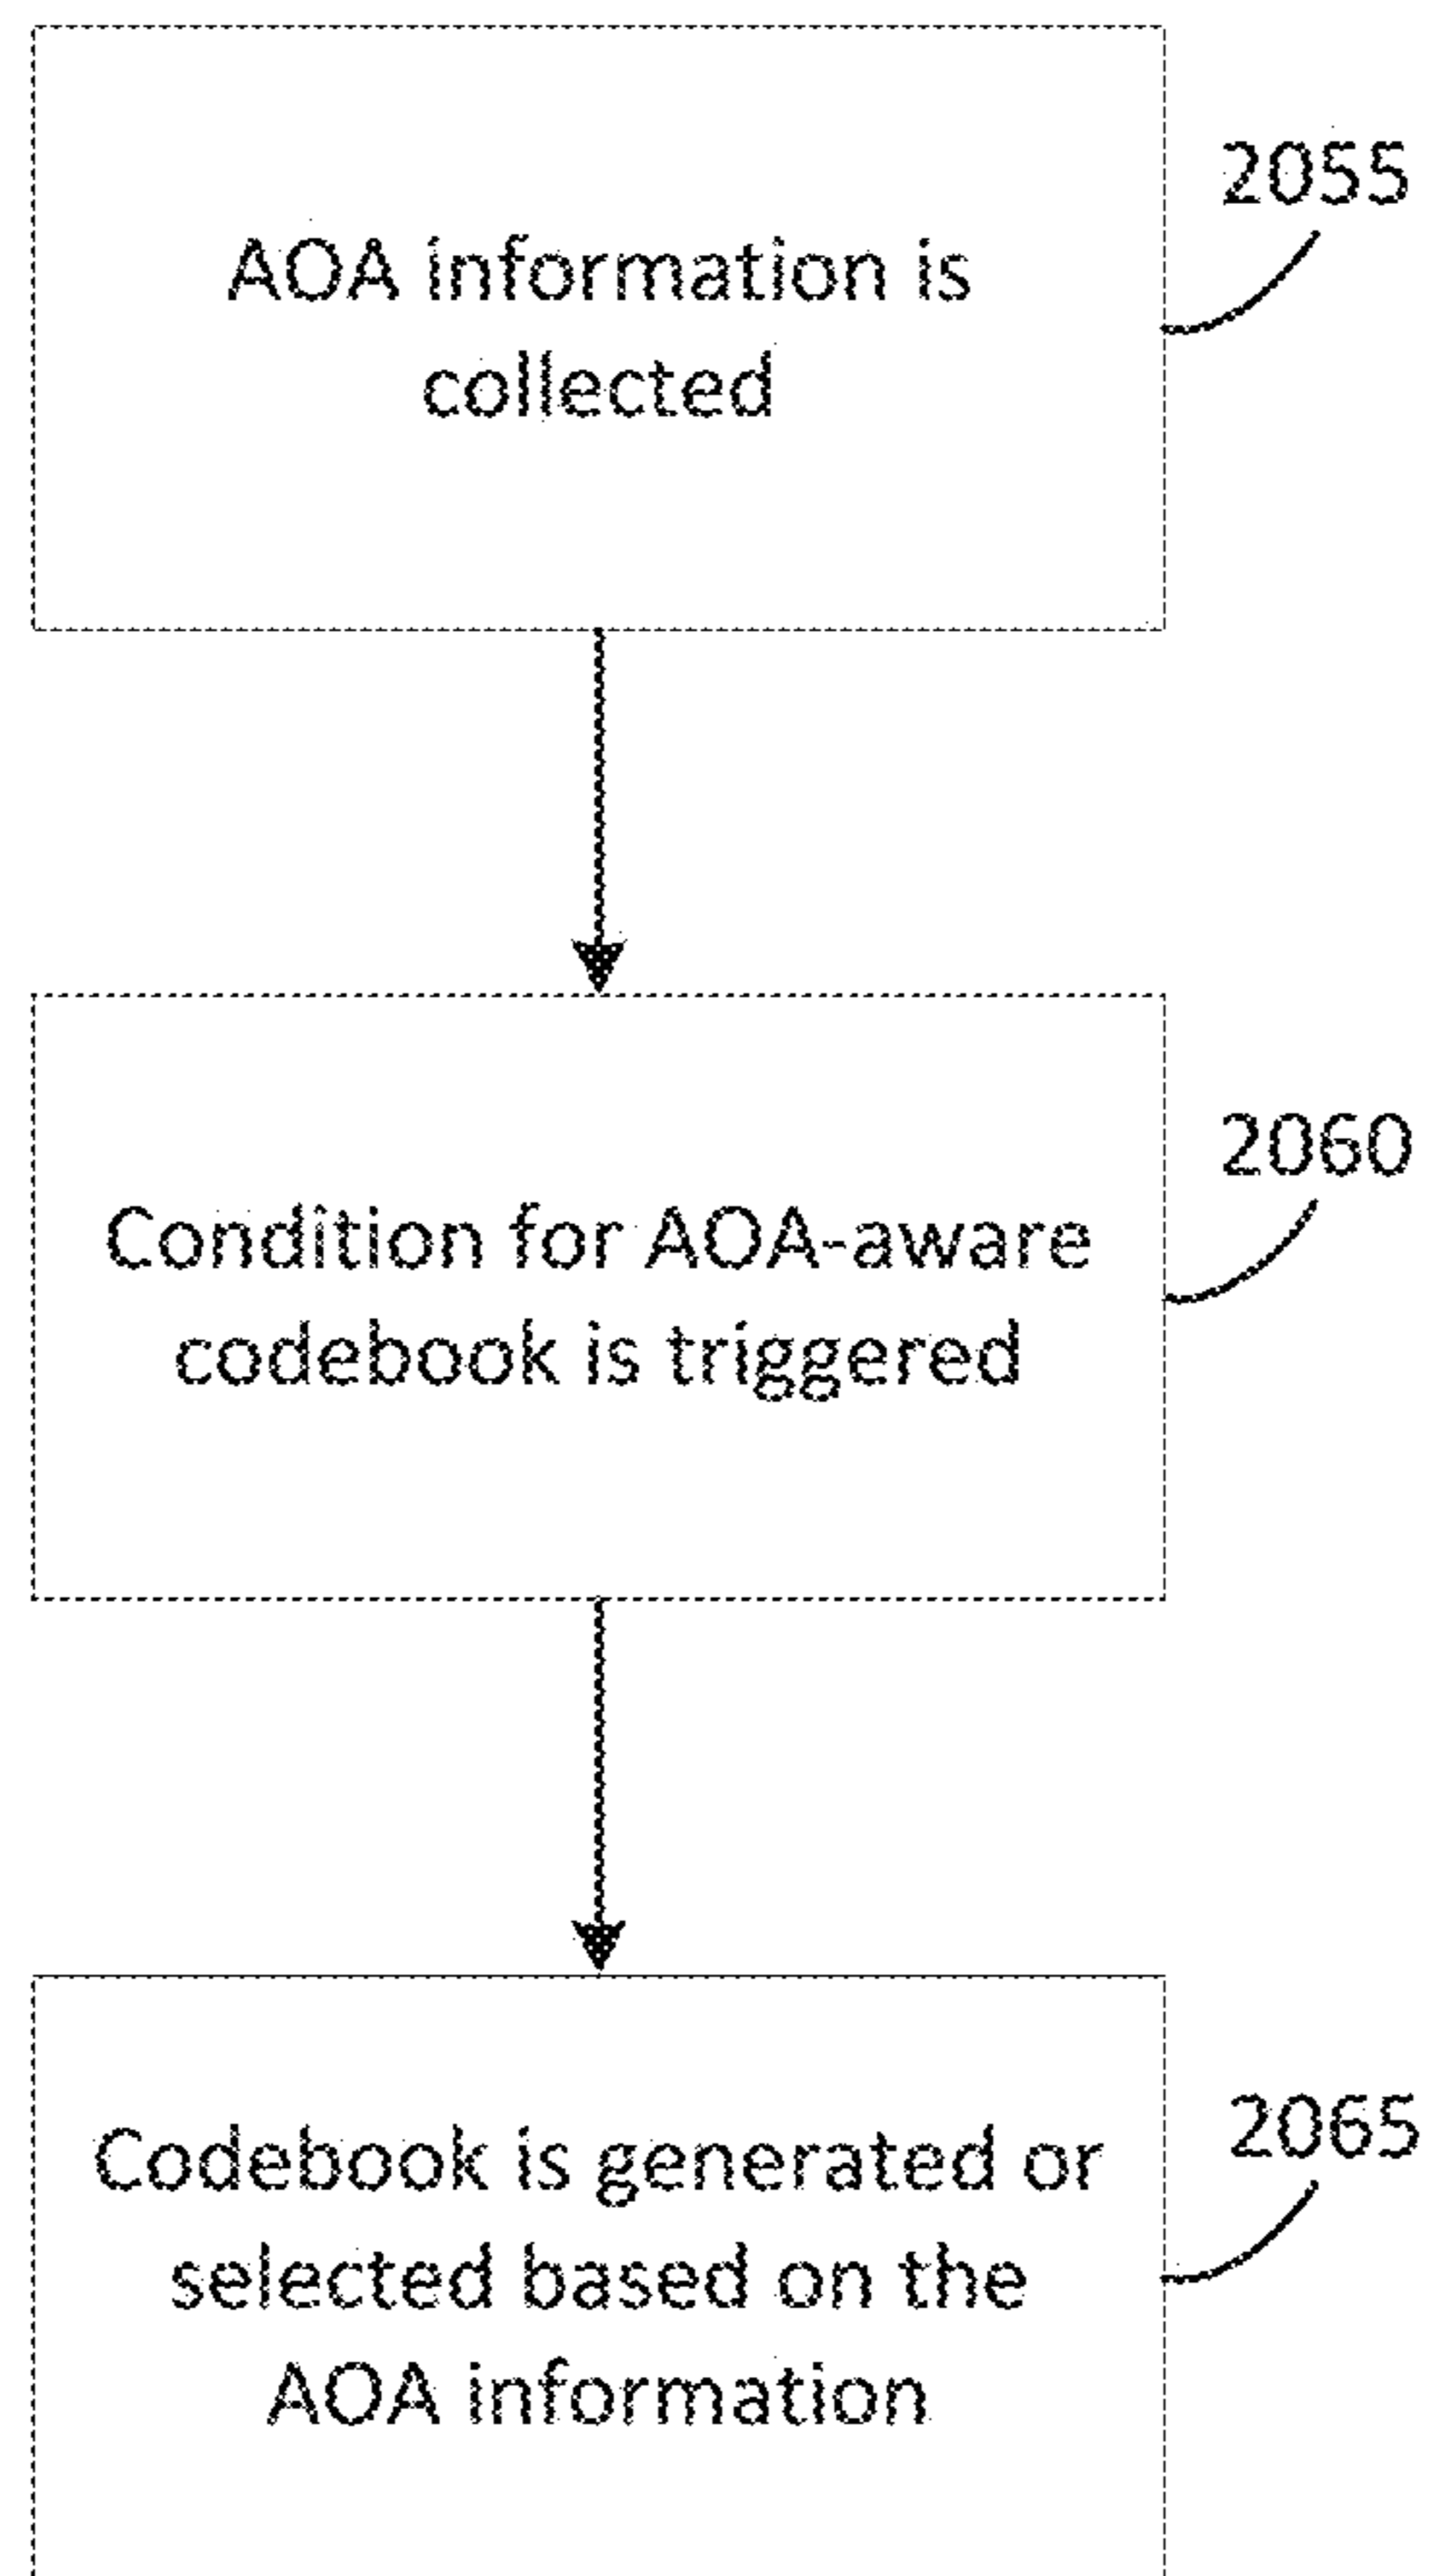 2055
AOA information is
collected
2060
Condition for AOA-aware
codebook is triggered
2065
Codebook is generated or
selected based on the
AOA information